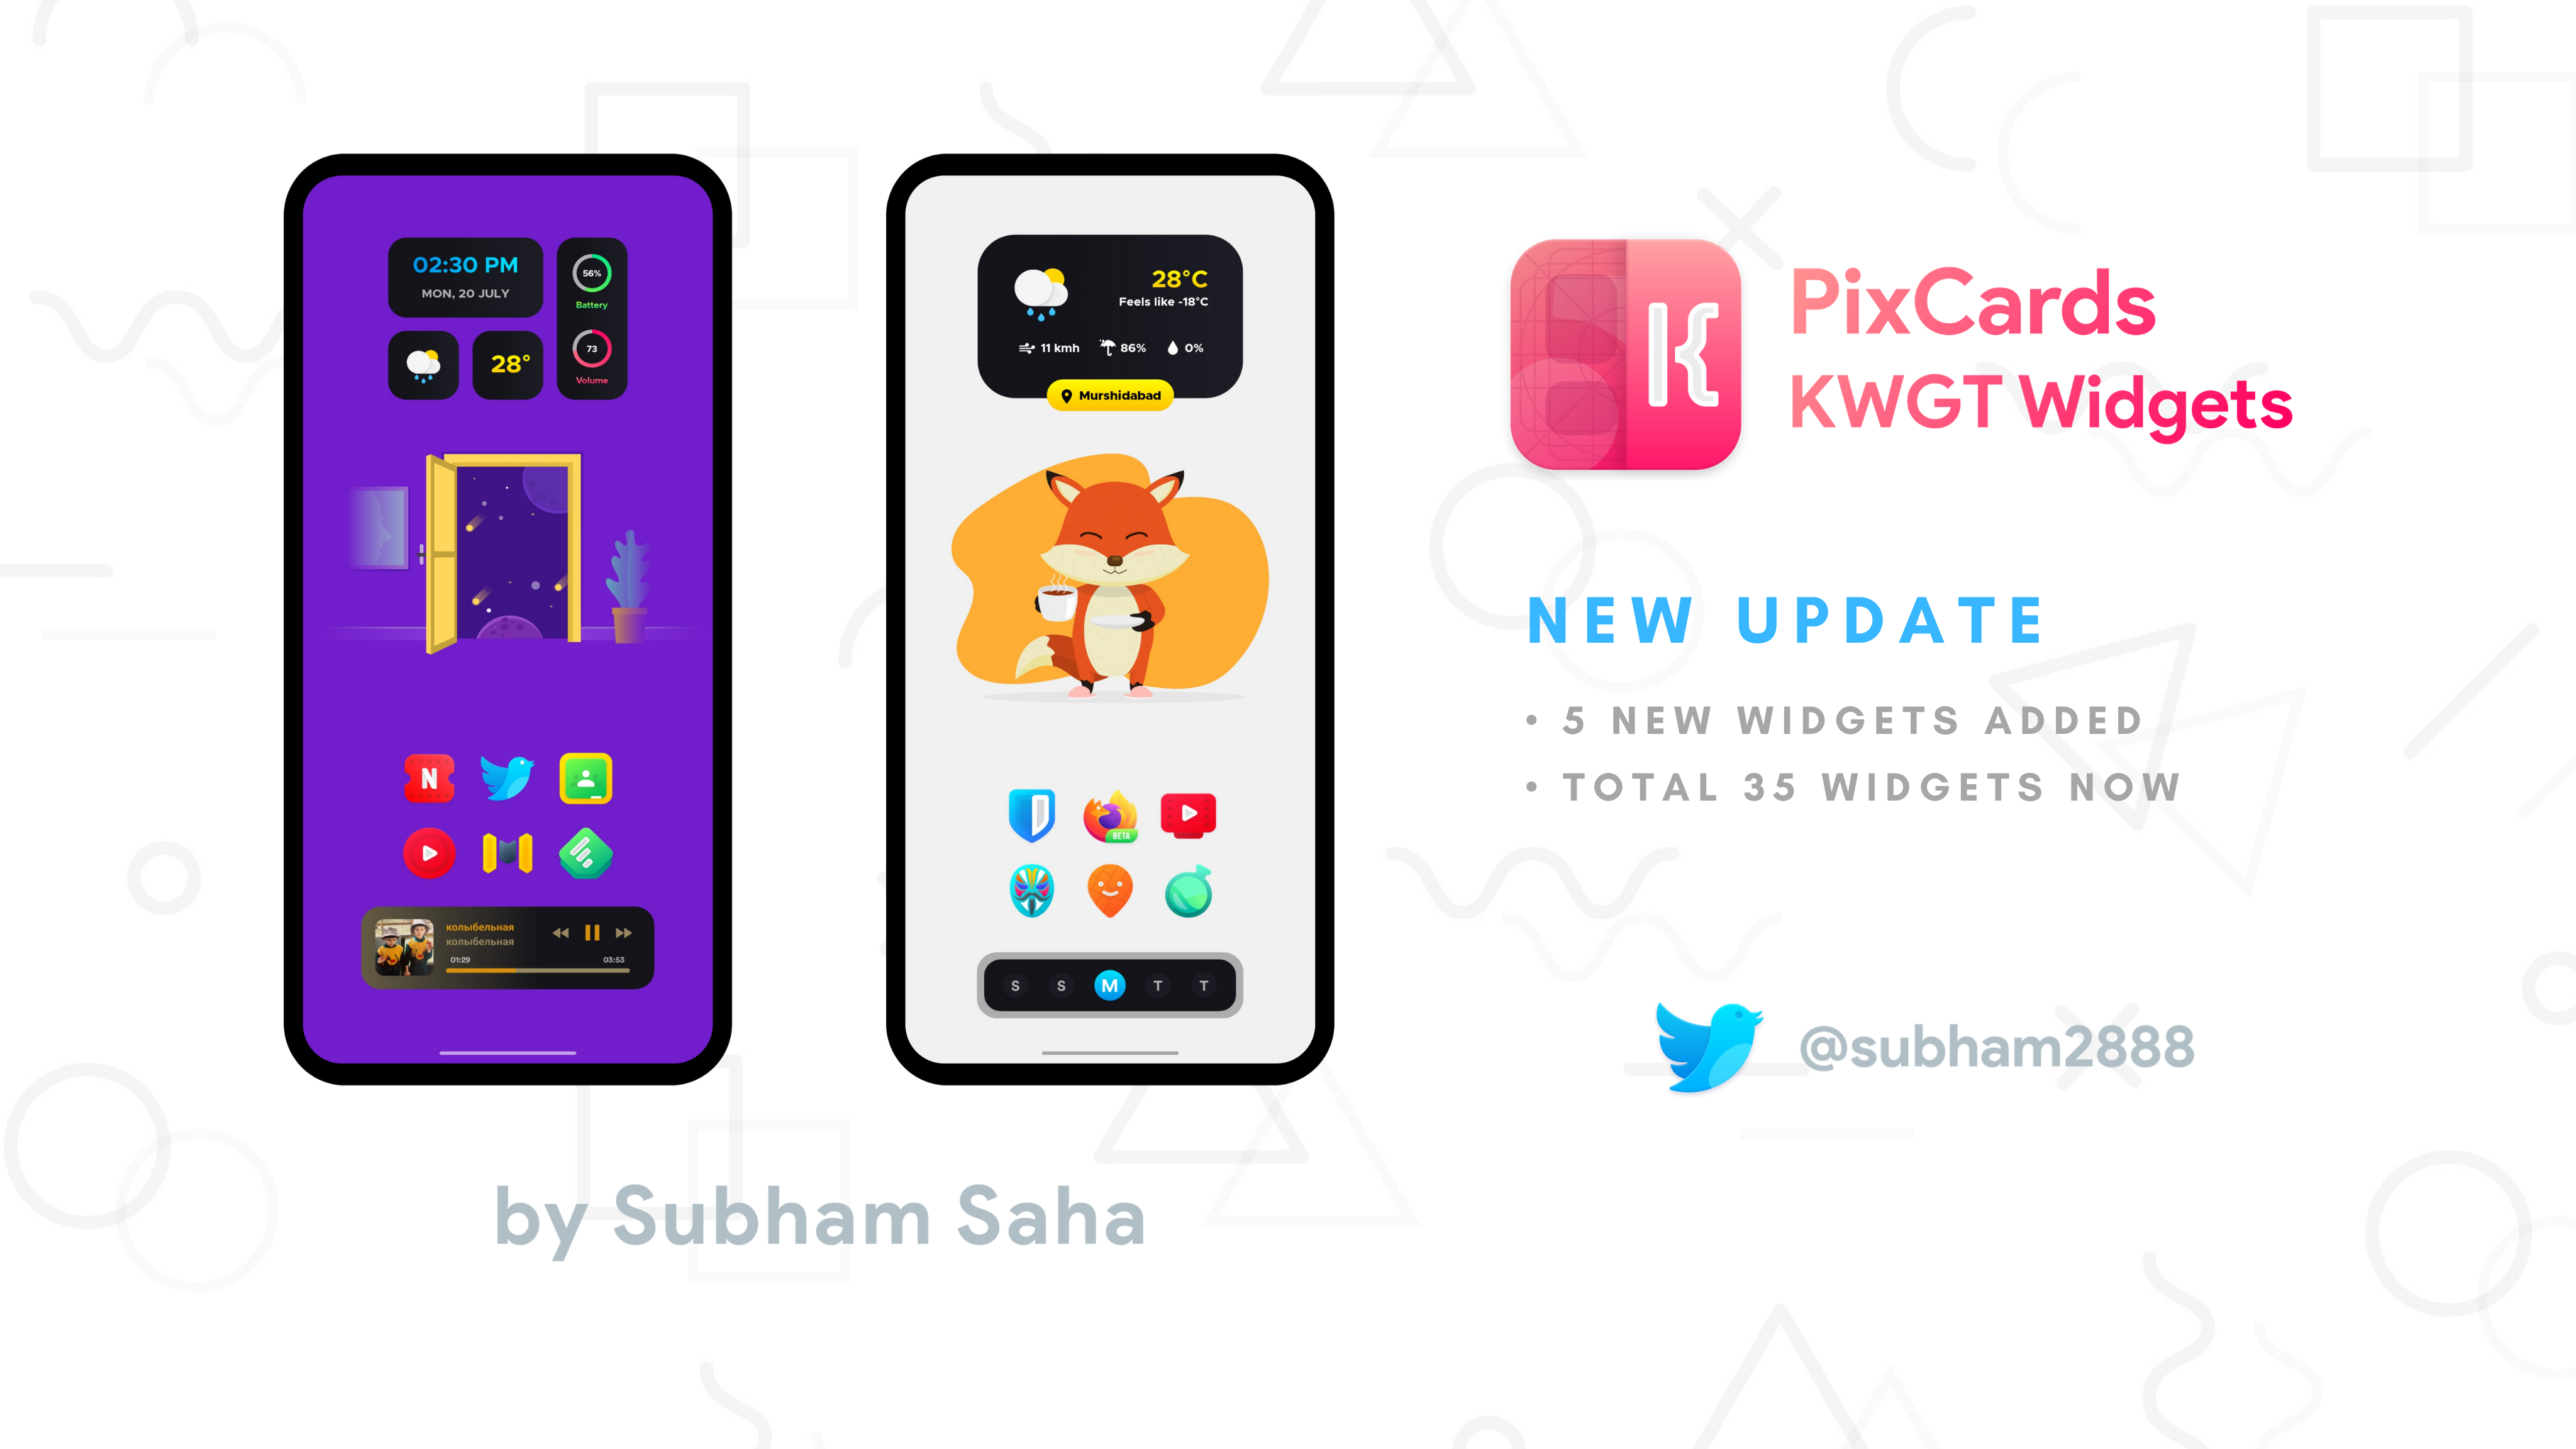 02:30 PM
MON, 20 JULY
56%
Battery
28°
73
Volume
N
колыбельная
колыбельная
01:29
03:53
28°C
Feels like -18°C
11 kmh
86%
0%
Murshidabad
BETA
S S M T T
PixCards
KWGT Widgets
NEW UPDATE
• 5 NEW WIDGETS ADDED
• TOTAL 35 WIDGETS NOW
@subham2888
by Subham Saha